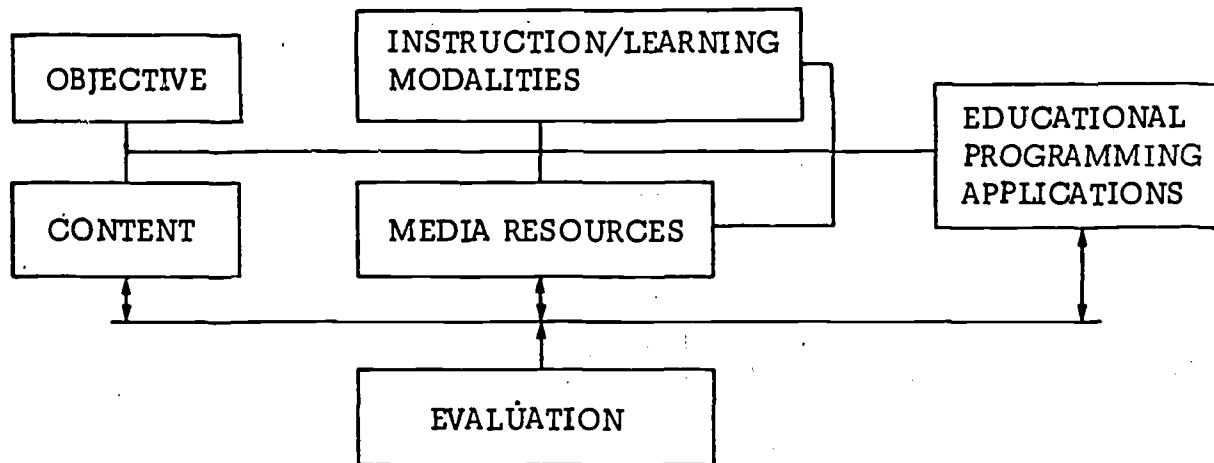 OBJECTIVE
INSTRUCTION/LEARNING
MODALITIES
EDUCATIONAL
PROGRAMMING
APPLICATIONS
CONTENT
MEDIA RESOURCES
EVALUATION